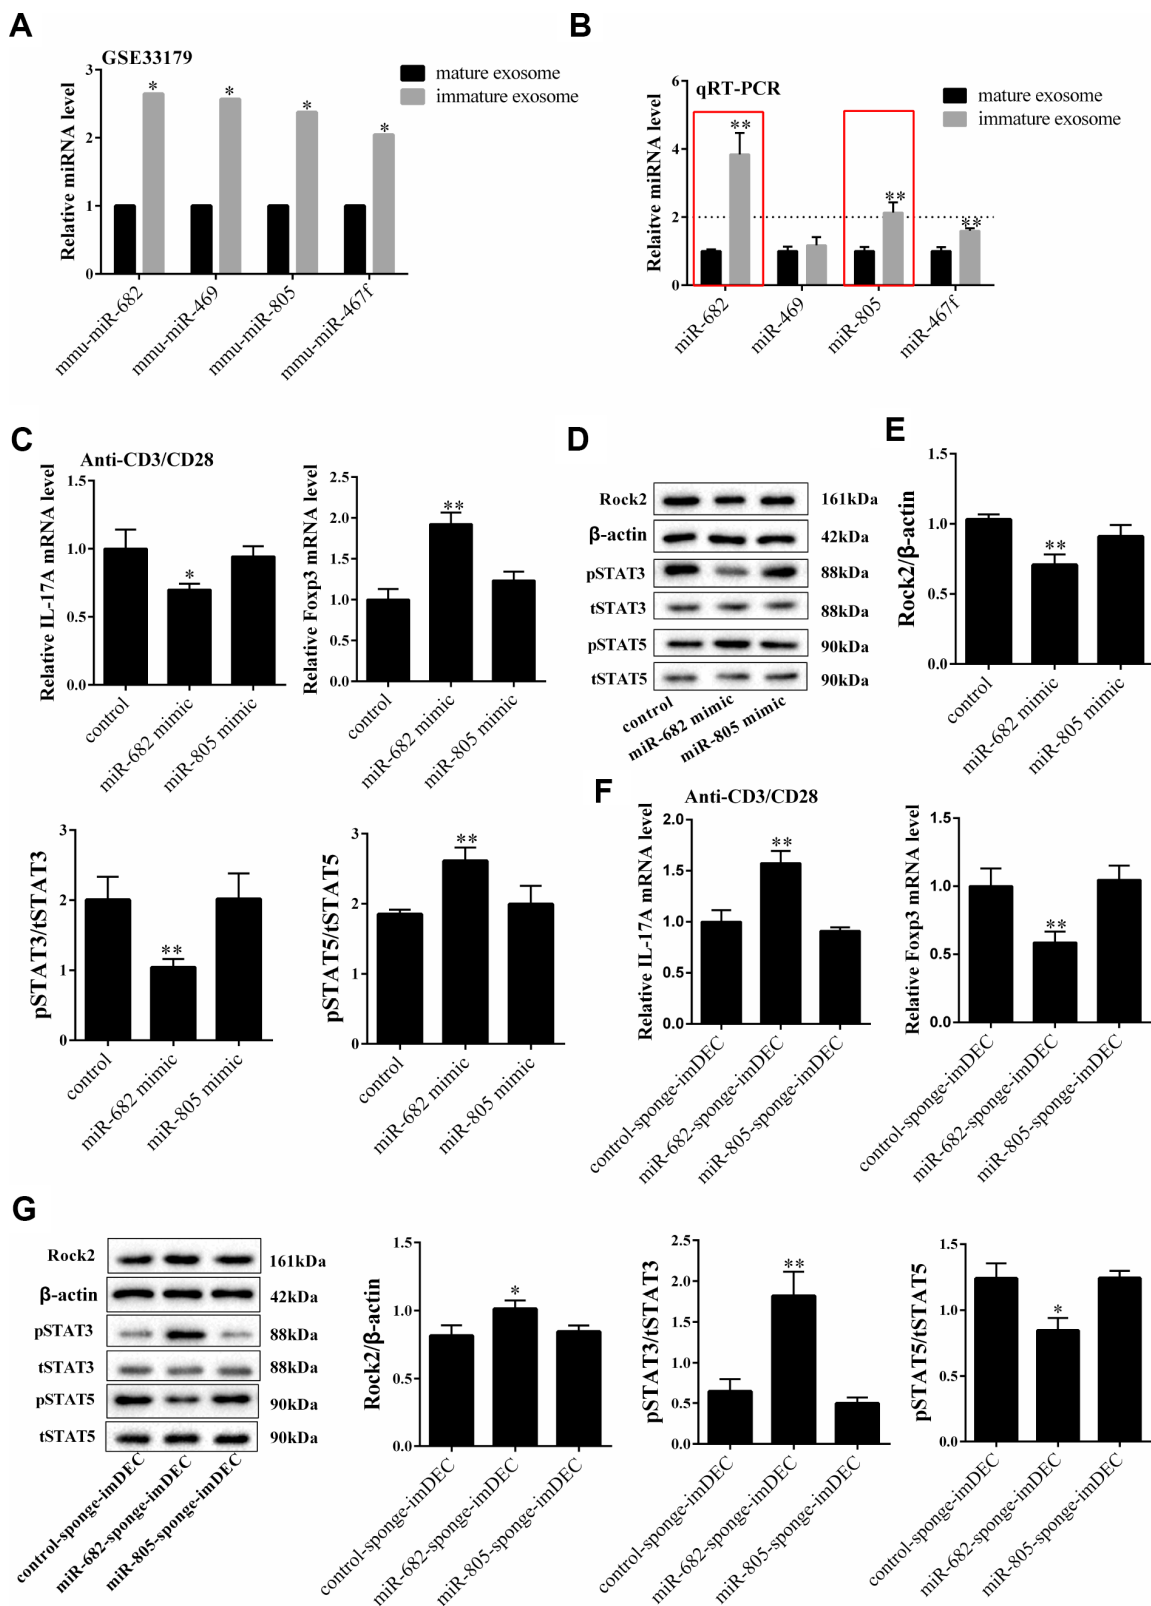 A
GSE33179
mature exosome
immature exosome
Relative miRNA level
3
2
1
0
* * * *
mmu-miR-682
mmu-miR-469
mmu-miR-805
mmu-miR-467f
B
qRT-PCR
mature exosome
immature exosome
Relaitve miRNA level
6
4
2
0
** ** **
miR-682
miR-469
miR-805
miR-467f
C
Anti-CD3/CD28
Relative IL-17A mRNA level
1.5
1.0
0.5
0.0
*
control
miR-682 mimic
miR-805 mimic
Relative Foxp3 mRNA level
2.5
2.0
1.5
1.0
0.5
0.0
**
control
miR-682 mimic
miR-805 mimic
D
Rock2 161kDa
β-actin 42kDa
pSTAT3 88kDa
tSTAT3 88kDa
pSTAT5 90kDa
tSTAT5 90kDa
control
miR-682 mimic
miR-805 mimic
E
Rock2/β-actin
1.5
1.0
0.5
0.0
**
control
miR-682 mimic
miR-805 mimic
pSTAT3/tSTAT3
3
2
1
0
**
control
miR-682 mimic
miR-805 mimic
pSTAT5/tSTAT5
3
2
1
0
**
control
miR-682 mimic
miR-805 mimic
F
Anti-CD3/CD28
Relative IL-17A mRNA level
2.0
1.5
1.0
0.5
0.0
**
control-sponge-imDEC
miR-682-sponge-imDEC
miR-805-sponge-imDEC
Relative Foxp3 mRNA level
1.5
1.0
0.5
0.0
**
control-sponge-imDEC
miR-682-sponge-imDEC
miR-805-sponge-imDEC
G
Rock2 161kDa
β-actin 42kDa
pSTAT3 88kDa
tSTAT3 88kDa
pSTAT5 90kDa
tSTAT5 90kDa
control-sponge-imDEC
miR-682-sponge-imDEC
miR-805-sponge-imDEC
Rock2/β-actin
1.5
1.0
0.5
0.0
*
control-sponge-imDEC
miR-682-sponge-imDEC
miR-805-sponge-imDEC
pSTAT3/tSTAT3
2.5
2.0
1.5
1.0
0.5
0.0
**
control-sponge-imDEC
miR-682-sponge-imDEC
miR-805-sponge-imDEC
pSTAT5/tSTAT5
1.5
1.0
0.5
0.0
*
control-sponge-imDEC
miR-682-sponge-imDEC
miR-805-sponge-imDEC